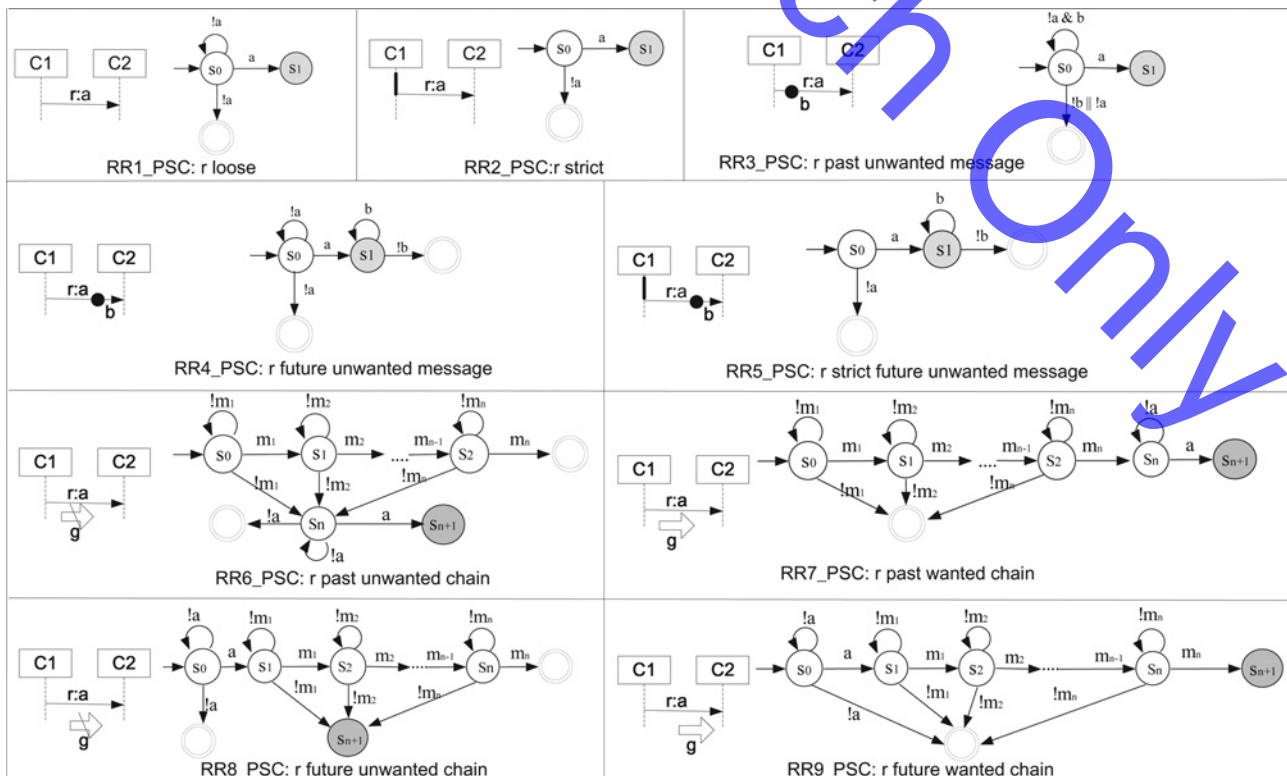 C1 C2
r:a
!a
S0 a S1
!a
RR1_PSC: r loose
C1 C2
r:a
S0 a S1
!a
RR2_PSC:r strict
C1 C2
r:a
b
!a & b
S0 a S1
!b || !a
RR3_PSC: r past unwanted message
C1 C2
r:a
b
!a b
S0 a S1 !b
!a
RR4_PSC: r future unwanted message
C1 C2
r:a
b
b
S0 a S1 !b
!a
RR5_PSC: r strict future unwanted message
C1 C2
r:a
g
!m1 !m2 !mn
S0 m1 S1 m2 .... mn-1 S2 mn
!m1 !m2 !mn
!a Sn a Sn+1
!a
RR6_PSC: r past unwanted chain
C1 C2
r:a
g
!m1 !m2 !mn !a
S0 m1 S1 m2 .... mn-1 S2 mn Sn a Sn+1
!m1 !m2 !mn
RR7_PSC: r past wanted chain
C1 C2
r:a
g
!a !m1 !m2 !mn
S0 a S1 m1 S2 m2 ...... mn-1 Sn mn
!a !m1 !m2 !mn
Sn+1
RR8_PSC: r future unwanted chain
C1 C2
r:a
g
!a !m1 !m2 !mn
S0 a S1 m1 S2 m2 ...... mn-1 Sn mn Sn+1
!a !m1 !m2 !mn
RR9_PSC: r future wanted chain
ch Only